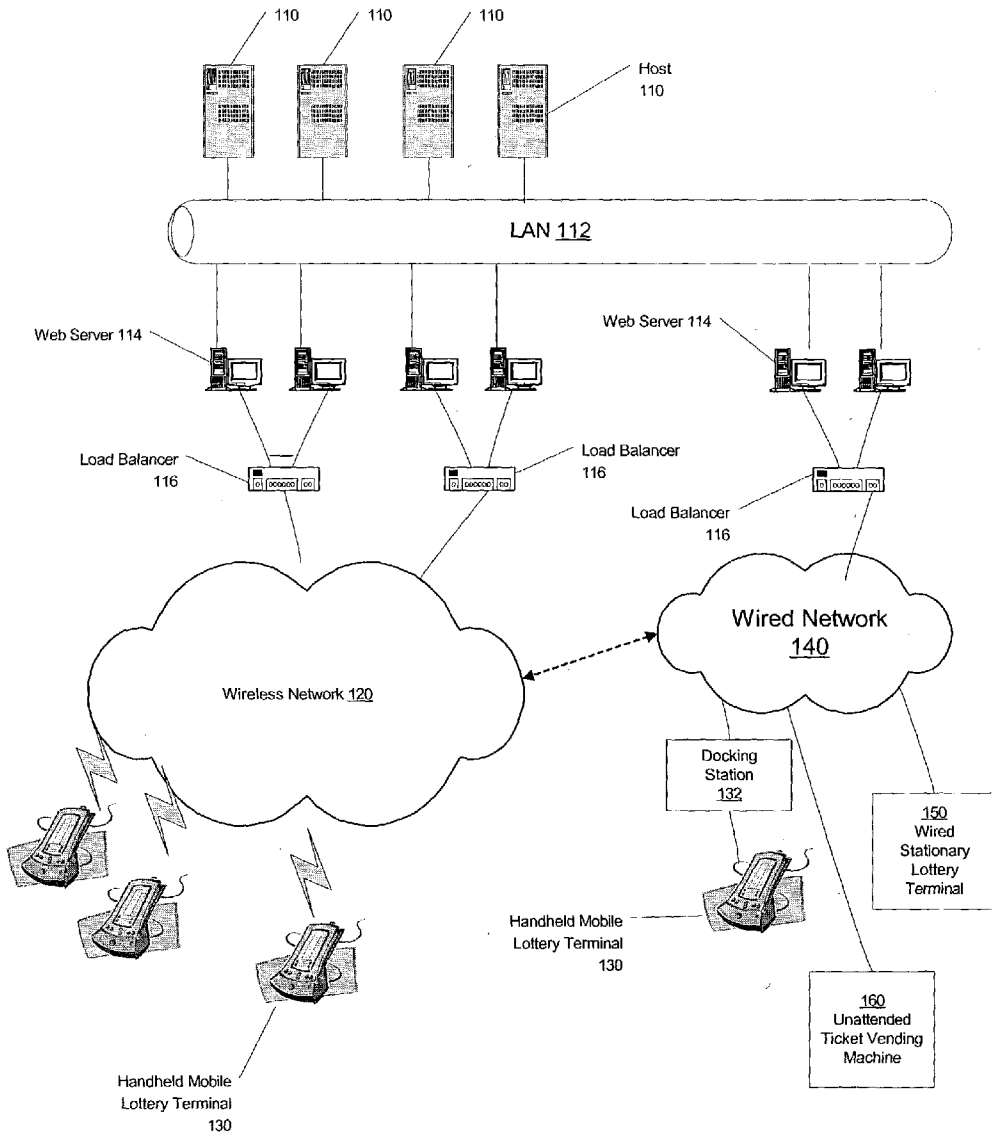 110
110
110
Host
110
LAN 112
Web Server 114
Web Server 114
Load Balancer
116
Load Balancer
116
Load Balancer
116
Wired Network
140
Wireless Network 120
Docking
Station
132
150
Wired
Stationary
Lottery
Terminal
Handheld Mobile
Lottery Terminal
130
160
Unattended
Ticket Vending
Machine
Handheld Mobile
Lottery Terminal
130